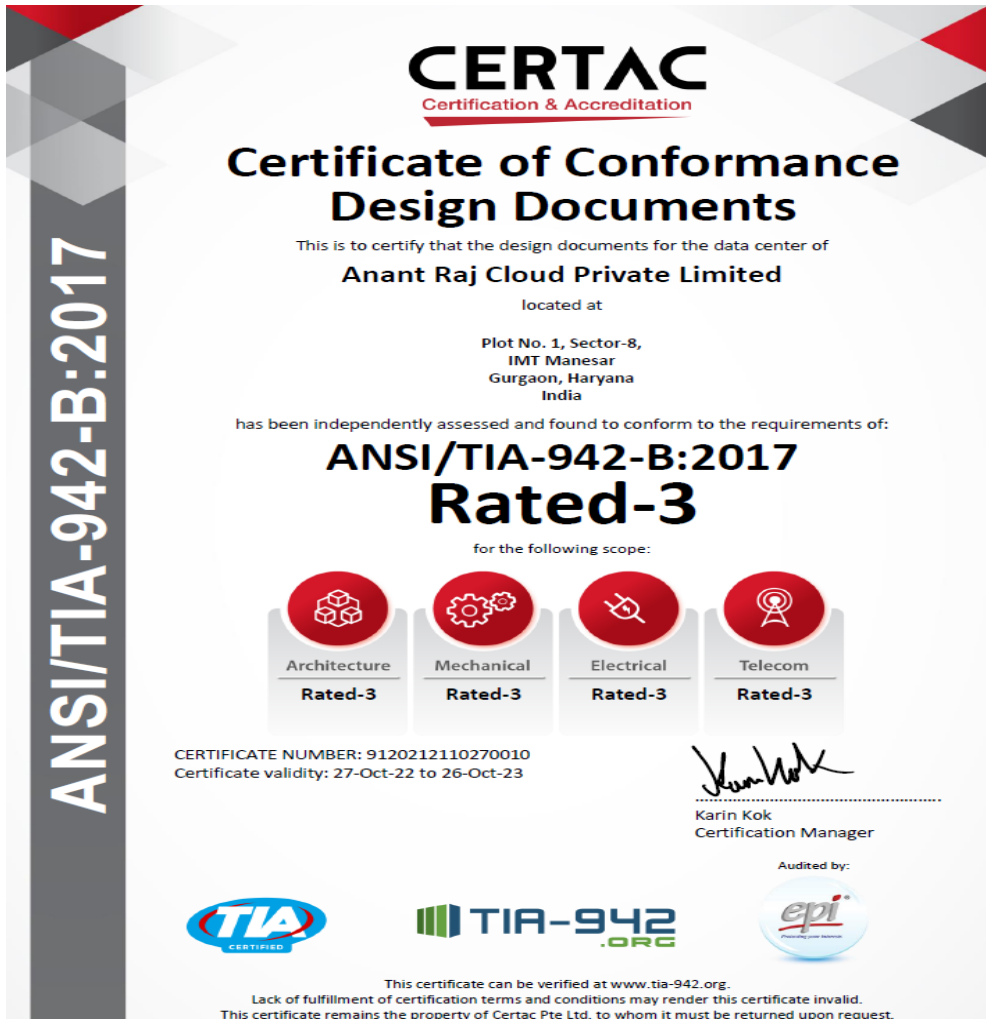 CERTAC
Certification & Accreditation
Certificate of Conformance
Design Documents
This is to certify that the design documents for the data center of
Anant Raj Cloud Private Limited
located at
Plot No. 1, Sector-8,
IMT Manesar
Gurgaon, Haryana
India
has been independently assessed and found to conform to the requirements of:
ANSI/TIA-942-B:2017
Rated-3
for the following scope:
Architecture
Rated-3
Mechanical
Rated-3
Electrical
Rated-3
Telecom
Rated-3
CERTIFICATE NUMBER: 9120212110270010
Certificate validity: 27-Oct-22 to 26-Oct-23
Karin Kok
Karin Kok
Certification Manager
Audited by:
TIA
CERTIFIED
TIA-942
.ORG
epi
This certificate can be verified at www.tia-942.org.
Lack of fulfillment of certification terms and conditions may render this certificate invalid.
This certificate remains the property of Certac Pte Ltd, to whom it must be returned upon request.
ANSI/TIA-942-B:2017